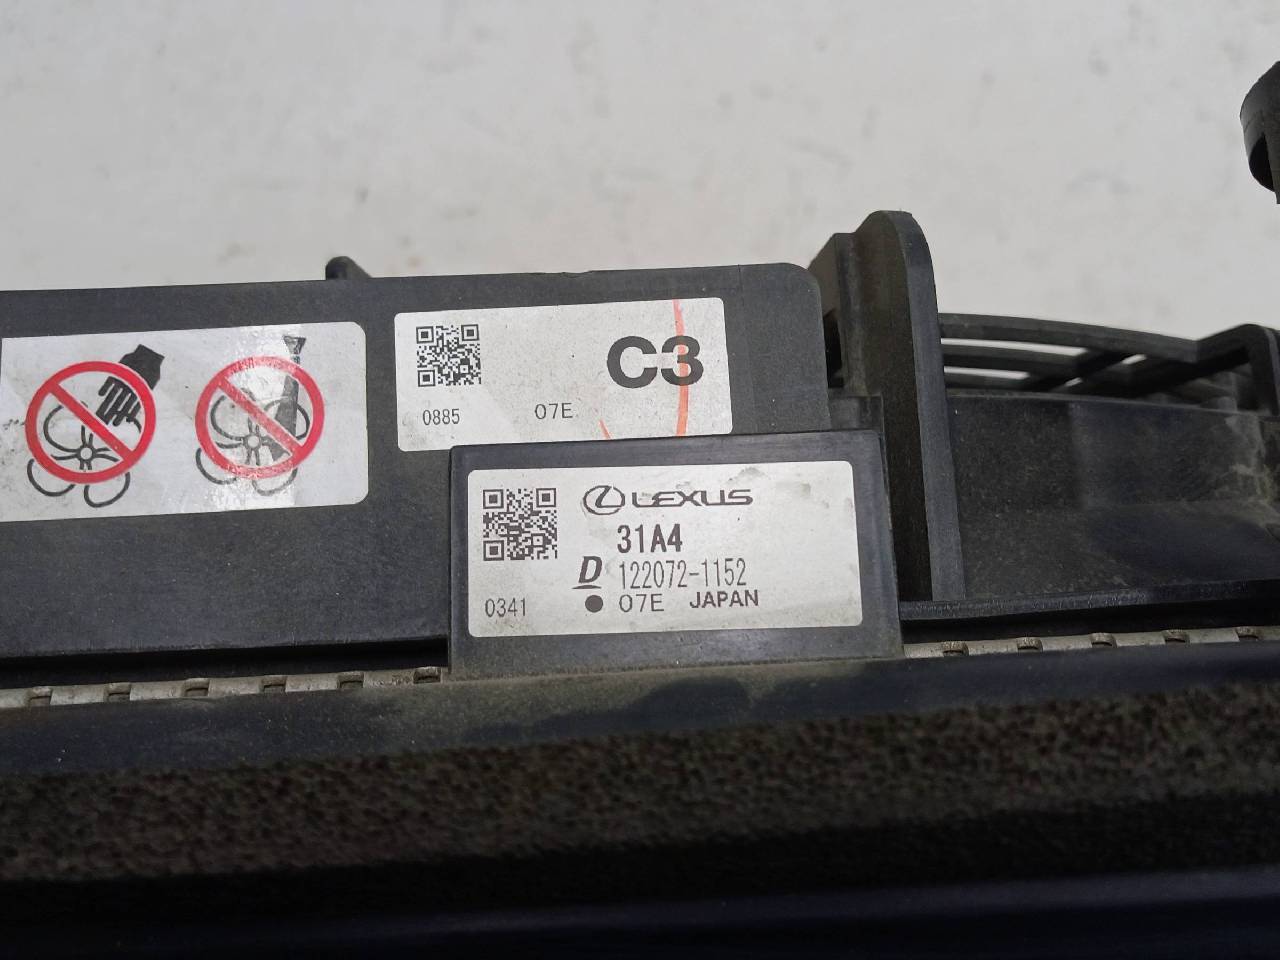 C3
0885 07E
LEXUS
31A4
D 122072-1152
0341 ● 07E JAPAN